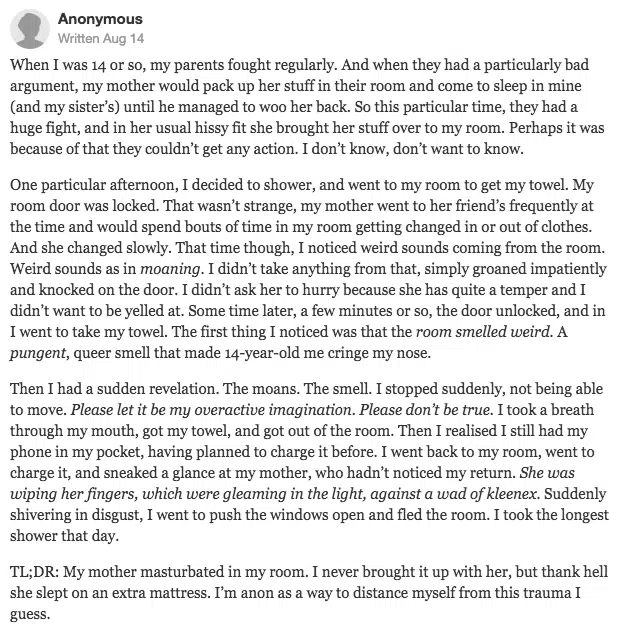 Anonymous
Written Aug 14
When I was 14 or so, my parents fought regularly. And when they had a particularly bad
argument, my mother would pack up her stuff in their room and come to sleep in mine
(and my sister's) until he managed to woo her back. So this particular time, they had a
huge fight, and in her usual hissy fit she brought her stuff over to my room. Perhaps it was
because of that they couldn't get any action. I don't know, don't want to know.
One particular afternoon, I decided to shower, and went to my room to get my towel. My
room door was locked. That wasn't strange, my mother went to her friend's frequently at
the time and would spend bouts of time in my room getting changed in or out of clothes.
And she changed slowly. That time though, I noticed weird sounds coming from the room.
Weird sounds as in moaning. I didn't take anything from that, simply groaned impatiently
and knocked on the door. I didn't ask her to hurry because she has quite a temper and I
didn't want to be yelled at. Some time later, a few minutes or so, the door unlocked, and in
I went to take my towel. The first thing I noticed was that the room smelled weird. A
pungent, queer smell that made 14-year-old me cringe my nose.
Then I had a sudden revelation. The moans. The smell. I stopped suddenly, not being able
to move. Please let it be my overactive imagination. Please don't be true. I took a breath
through my mouth, got my towel, and got out of the room. Then I realised I still had my
phone in my pocket, having planned to charge it before. I went back to my room, went to
charge it, and sneaked a glance at my mother, who hadn't noticed my return. She was
wiping her fingers, which were gleaming in the light, against a wad of kleenex. Suddenly
shivering in disgust, I went to push the windows open and fled the room. I took the longest
shower that day.
TL;DR: My mother masturbated in my room. I never brought it up with her, but thank hell
she slept on an extra mattress. I'm anon as a way to distance myself from this trauma I
guess.